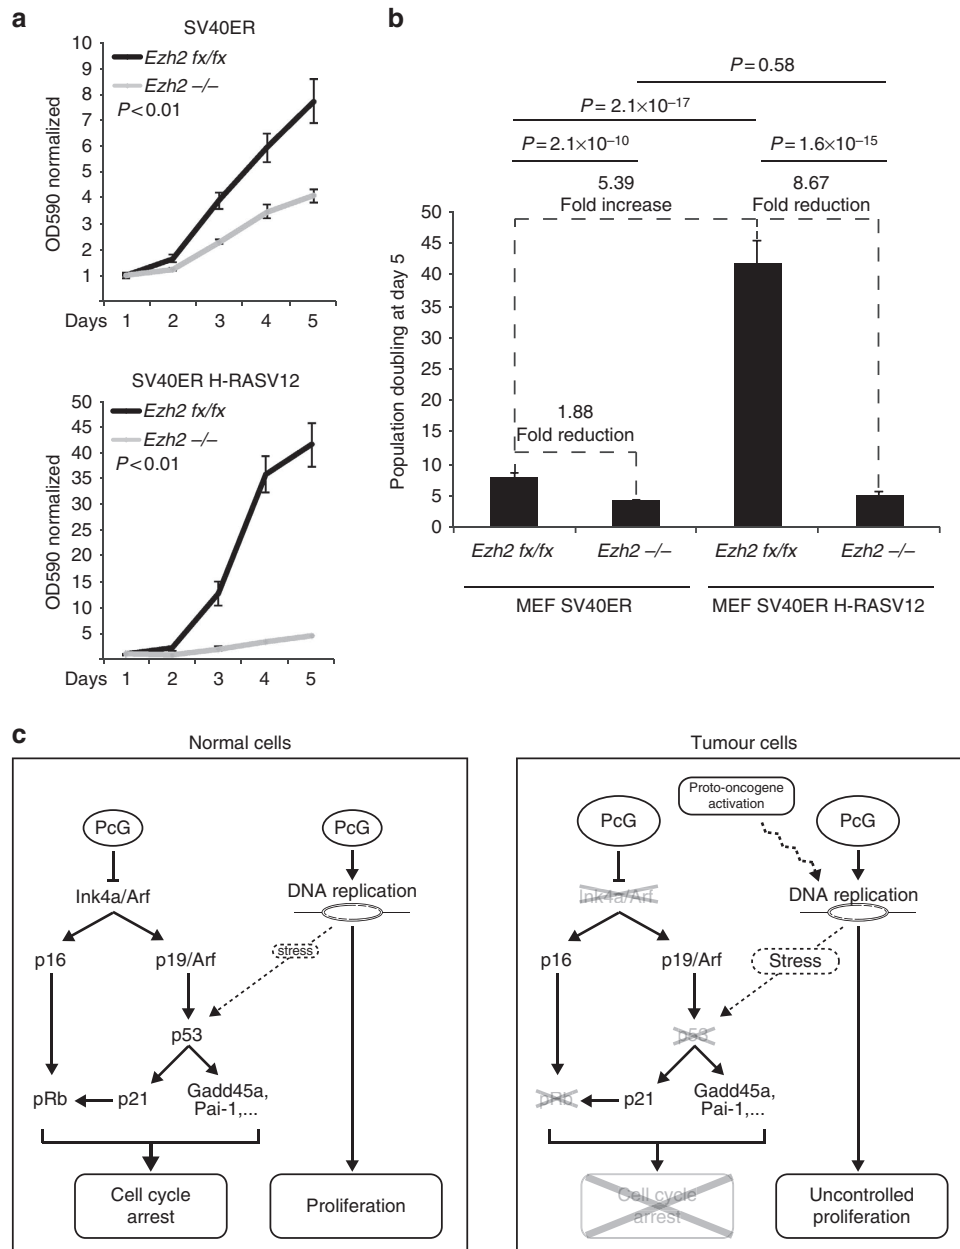 a
SV40ER
10
9
8
7
6
5
4
3
2
1
OD590 normalized
Ezh2 fx/fx
Ezh2 –/–
P<0.01
Days 1 2 3 4 5
SV40ER H-RASV12
50
45
40
35
30
25
20
15
10
5
OD590 normalized
Ezh2 fx/fx
Ezh2 –/–
P<0.01
Days 1 2 3 4 5
b
P=0.58
P=2.1×10–17
P=2.1×10–10
P=1.6×10–15
5.39
Fold increase
8.67
Fold reduction
1.88
Fold reduction
50
45
40
35
30
25
20
15
10
5
0
Population doubling at day 5
Ezh2 fx/fx
Ezh2 –/–
Ezh2 fx/fx
Ezh2 –/–
MEF SV40ER
MEF SV40ER H-RASV12
c
Normal cells
PcG
PcG
Ink4a/Arf
DNA replication
stress
p16
p19/Arf
p53
pRb
p21
Gadd45a,
Pai-1,...
Cell cycle
arrest
Proliferation
Tumour cells
Proto-oncogene
activation
PcG
PcG
Ink4a/Arf
DNA replication
Stress
p16
p19/Arf
p53
pRb
p21
Gadd45a,
Pai-1,...
Cell cycle
arrest
Uncontrolled
proliferation